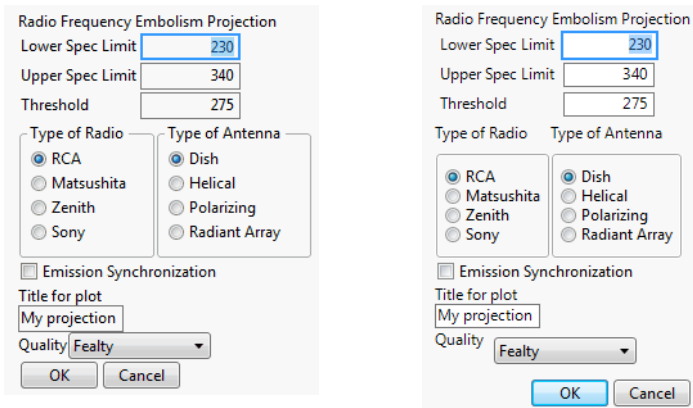 Radio Frequency Embolism Projection
Lower Spec Limit 230
Upper Spec Limit 340
Threshold 275
Type of Radio Type of Antenna
RCA Dish
Matsushita Helical
Zenith Polarizing
Sony Radiant Array
Emission Synchronization
Title for plot
My projection
Quality Fealty
OK Cancel
Radio Frequency Embolism Projection
Lower Spec Limit 230
Upper Spec Limit 340
Threshold 275
Type of Radio Type of Antenna
RCA Dish
Matsushita Helical
Zenith Polarizing
Sony Radiant Array
Emission Synchronization
Title for plot
My projection
Quality Fealty
OK Cancel